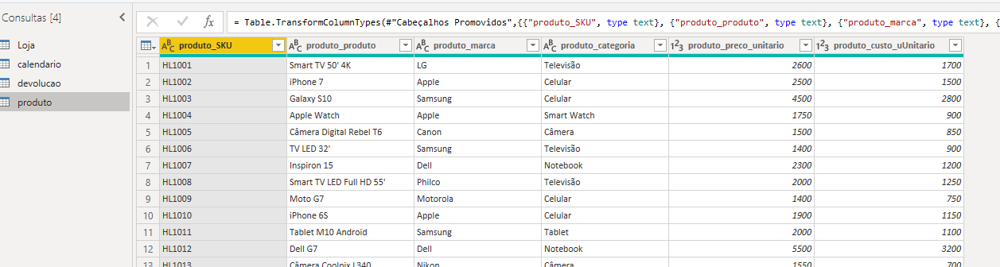 Consultas [4]
= Table.TransformColumnTypes(#"Cabeçalhos Promovidos",{{"produto_SKU", type text}, {"produto_produto", type text}, {"produto_marca", type text}, {
Loja
calendario
devolucao
produto
produto_SKU produto_produto produto_marca produto_categoria produto_preco_unitario produto_custo_uUnitario
1 HL1001 Smart TV 50' 4K LG Televisão 2600 1700
2 HL1002 iPhone 7 Apple Celular 2500 1500
3 HL1003 Galaxy S10 Samsung Celular 4500 2800
4 HL1004 Apple Watch Apple Smart Watch 1750 900
5 HL1005 Câmera Digital Rebel T6 Canon Câmera 1500 850
6 HL1006 TV LED 32' Samsung Televisão 1400 900
7 HL1007 Inspiron 15 Dell Notebook 2300 1200
8 HL1008 Smart TV LED Full HD 55' Philco Televisão 2000 1250
9 HL1009 Moto G7 Motorola Celular 1400 750
10 HL1010 iPhone 6S Apple Celular 1900 1150
11 HL1011 Tablet M10 Android Samsung Tablet 2000 1100
12 HL1012 Dell G7 Dell Notebook 5500 3200
13 HL1013 Câmera Coolpix L340 Nikon Câmera 1550 700